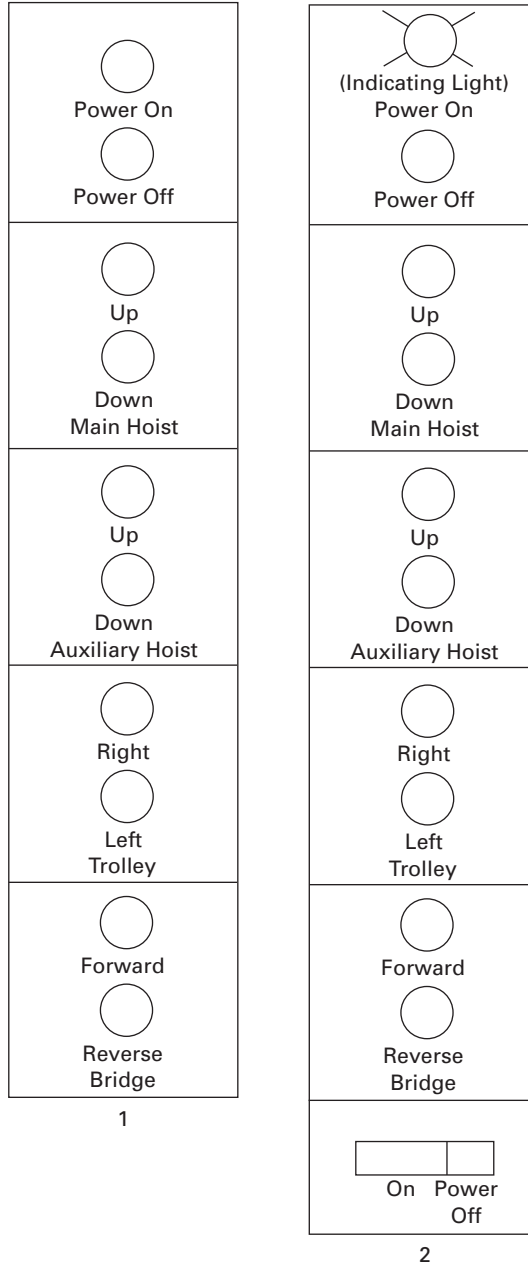 Power On
Power Off
Up
Down
Main Hoist
Up
Down
Auxiliary Hoist
Right
Left
Trolley
Forward
Reverse
Bridge
1
(Indicating Light)
Power On
Power Off
Up
Down
Main Hoist
Up
Down
Auxiliary Hoist
Right
Left
Trolley
Forward
Reverse
Bridge
On Power
Off
2